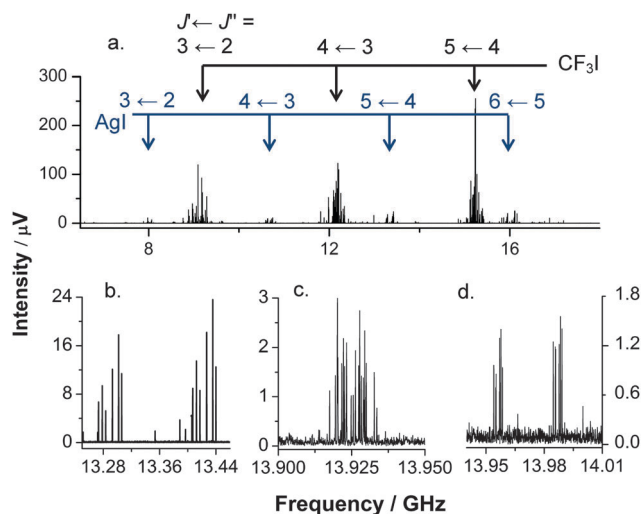 J'← J'' =
a. 3 ← 2 4 ← 3 5 ← 4
CF₃I
300
3 ← 2 4 ← 3 5 ← 4 6 ← 5
AgI
200
100
0
8 12 16
Intensity / µV
b. c. d.
24 3 1.8
16 2 1.2
8 1 0.6
0 0 0.0
13.28 13.36 13.44 13.900 13.925 13.950 13.95 13.98 14.01
Frequency / GHz